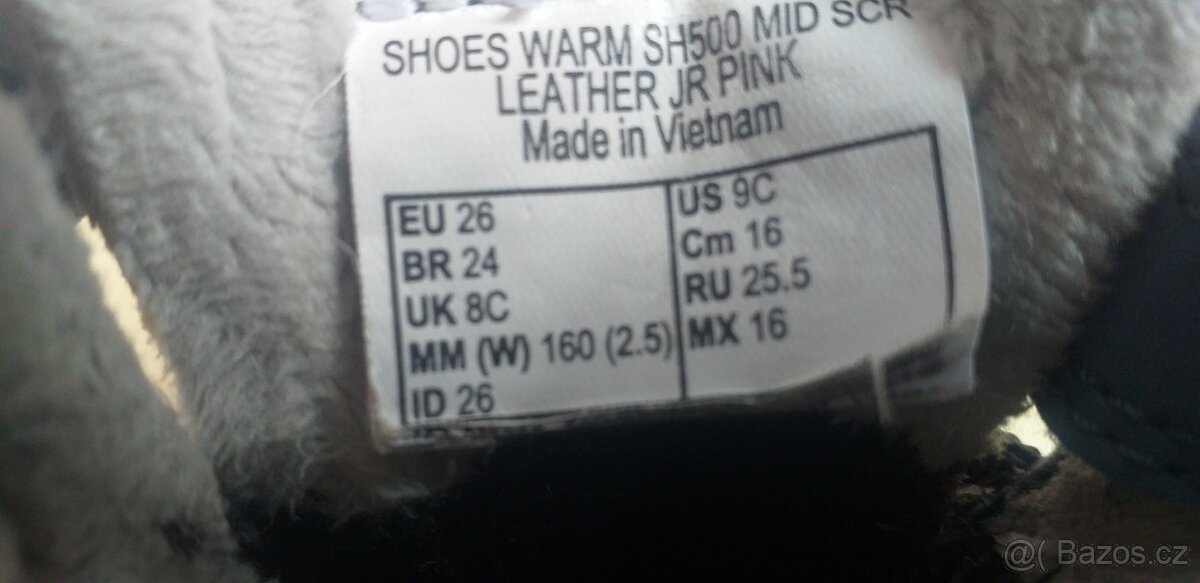 SHOES WARM SH500 MID SCR
LEATHER JR PINK
Made in Vietnam
EU 26
BR 24
UK 8C
MM (W) 160 (2.5)
ID 26
US 9C
Cm 16
RU 25.5
MX 16
@( Bazos.cz